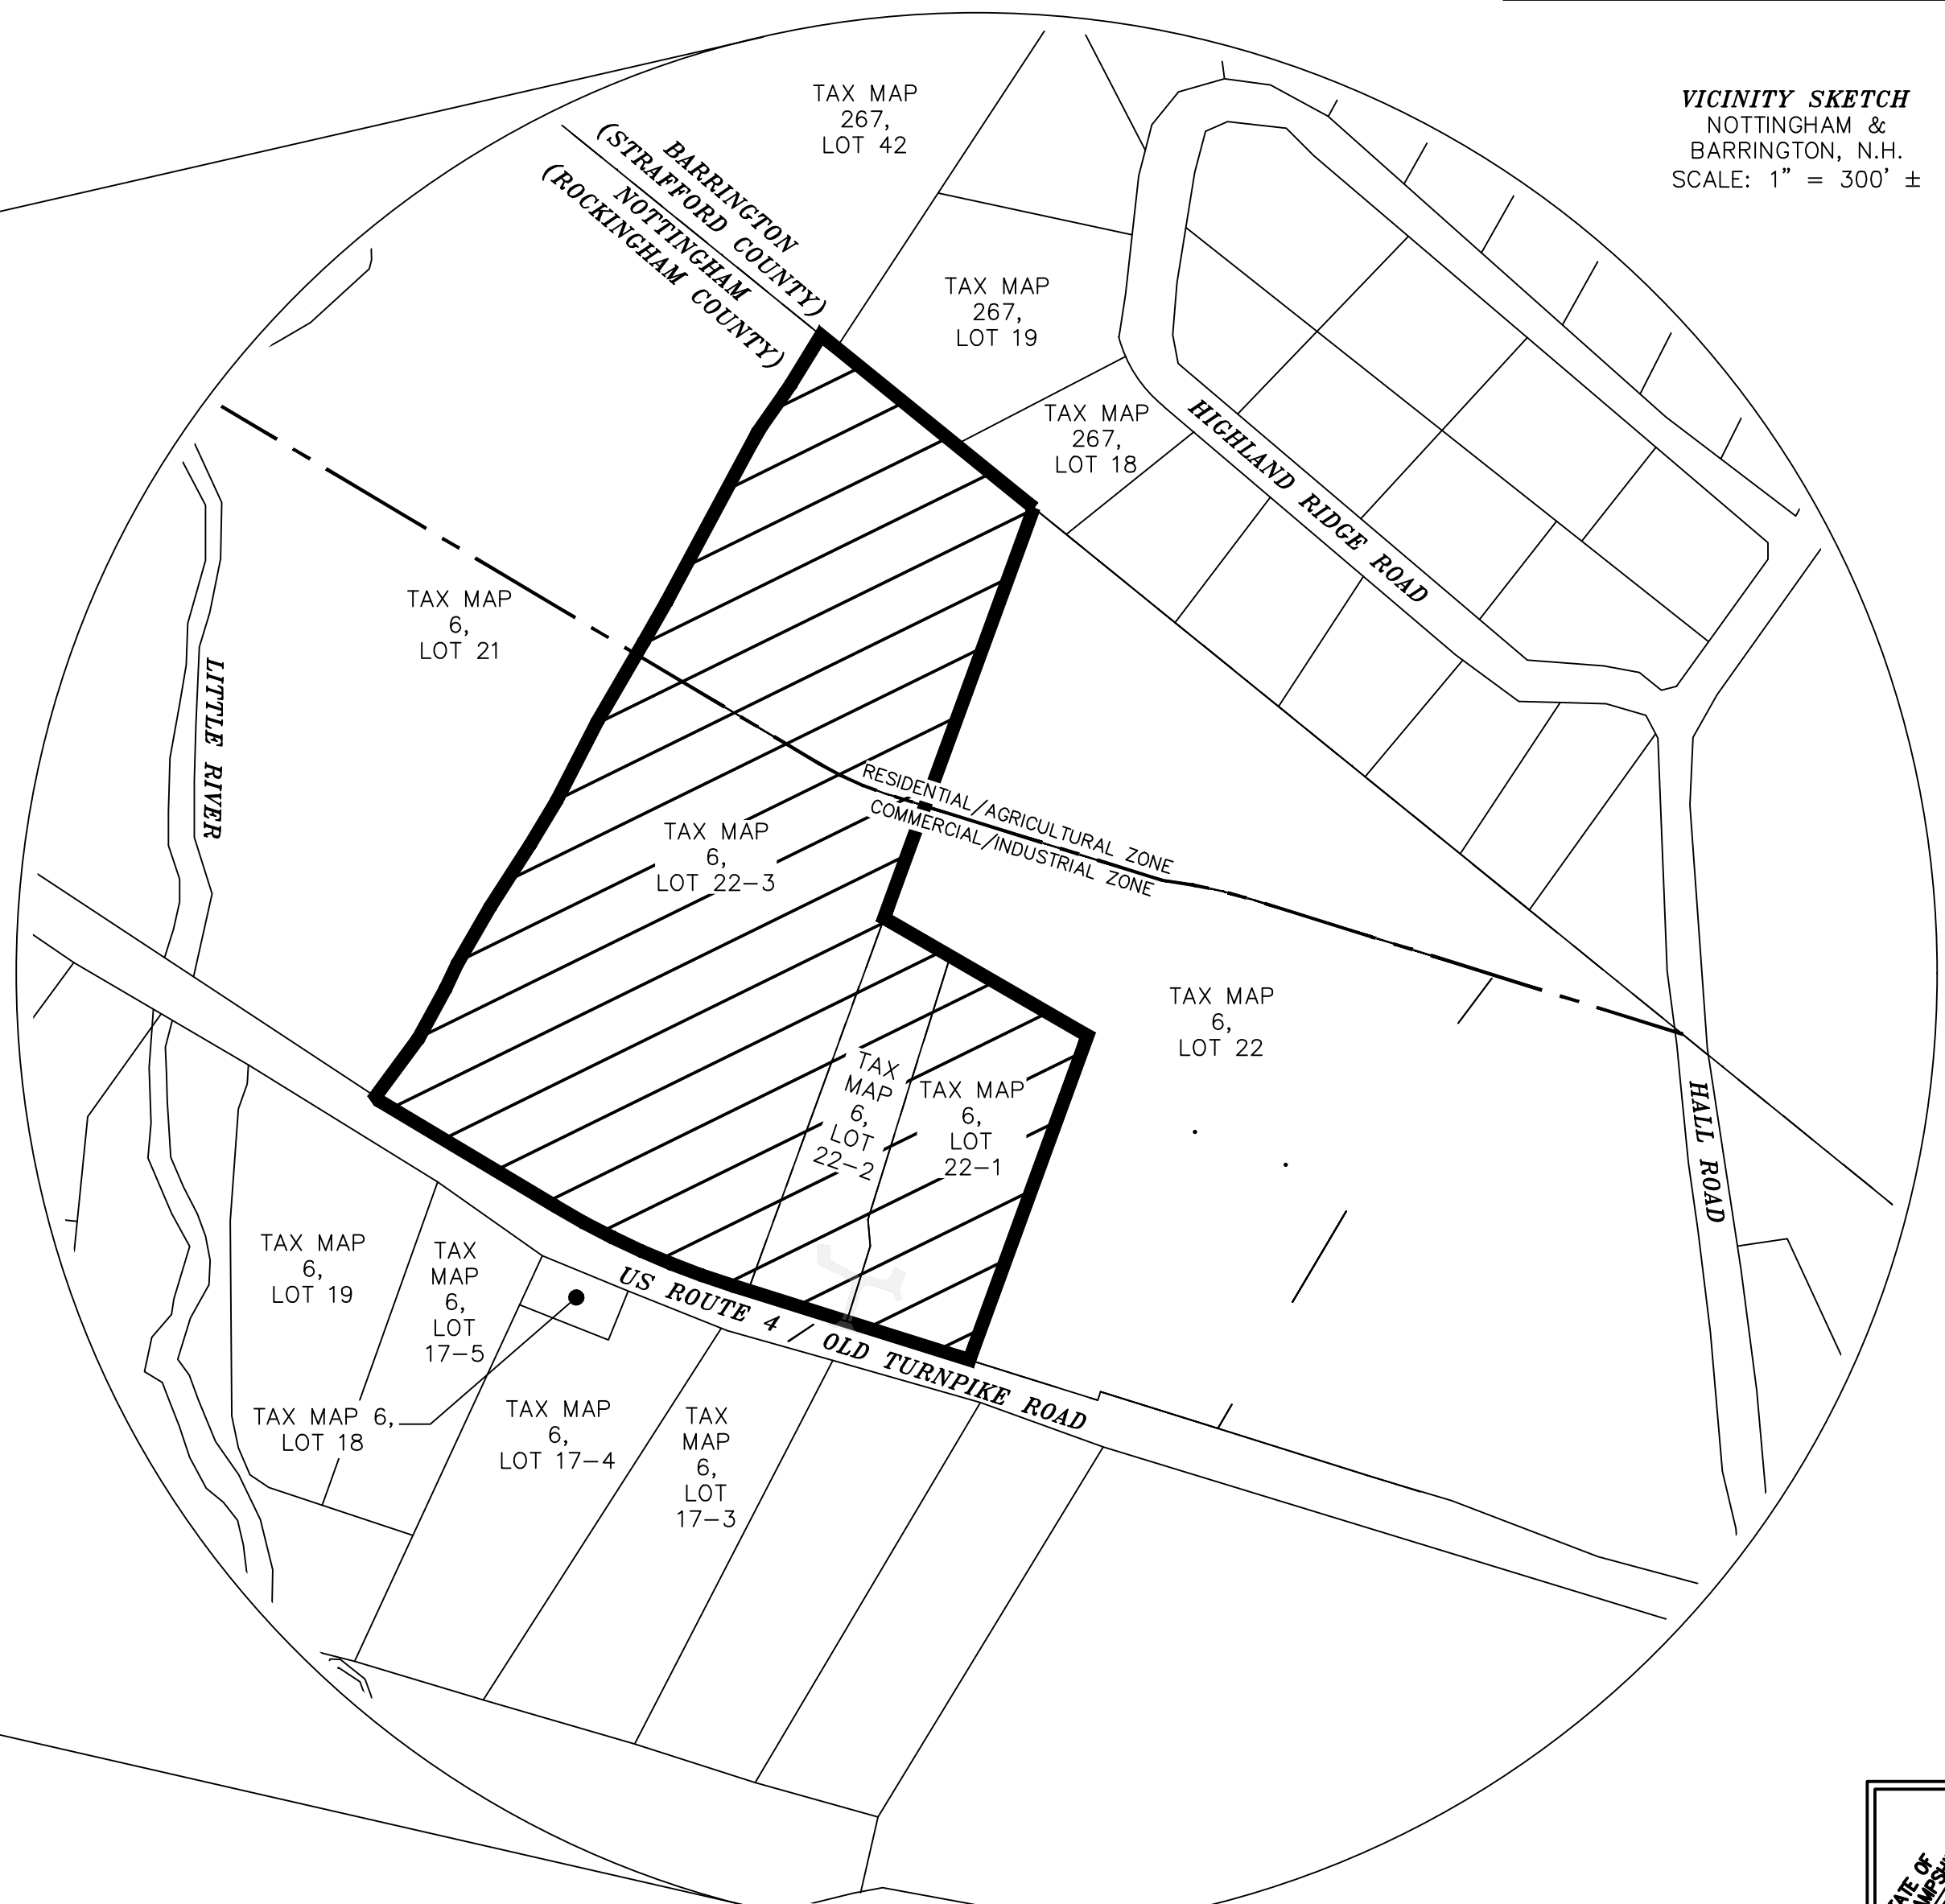 VICINITY SKETCH
NOTTINGHAM &
BARRINGTON, N.H.
SCALE: 1" = 300' ±
TAX MAP
267,
LOT 42
BARRINGTON
(STRAFFORD COUNTY)
NOTTINGHAM
(ROCKINGHAM COUNTY)
TAX MAP
267,
LOT 19
TAX MAP
267,
LOT 18
HIGHLAND RIDGE ROAD
TAX MAP
6,
LOT 21
LITTLE RIVER
RESIDENTIAL/AGRICULTURAL ZONE
COMMERCIAL/INDUSTRIAL ZONE
TAX MAP
6,
LOT 22-3
TAX MAP
6,
LOT 22
TAX
MAP
6,
LOT
22-2
TAX MAP
6,
LOT
22-1
HALL ROAD
TAX MAP
6,
LOT 19
TAX
MAP
6,
LOT
17-5
US ROUTE 4 / OLD TURNPIKE ROAD
TAX MAP 6,
LOT 18
TAX MAP
6,
LOT 17-4
TAX
MAP
6,
LOT
17-3
OF